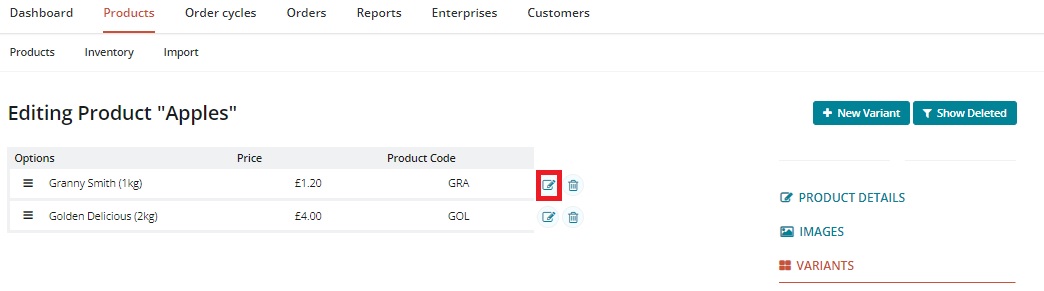 Dashboard Products Order cycles Orders Reports Enterprises Customers
Products Inventory Import
Editing Product "Apples"
New Variant Show Deleted
Options Price Product Code
Granny Smith (1kg) £1.20 GRA
Golden Delicious (2kg) £4.00 GOL
PRODUCT DETAILS
IMAGES
VARIANTS